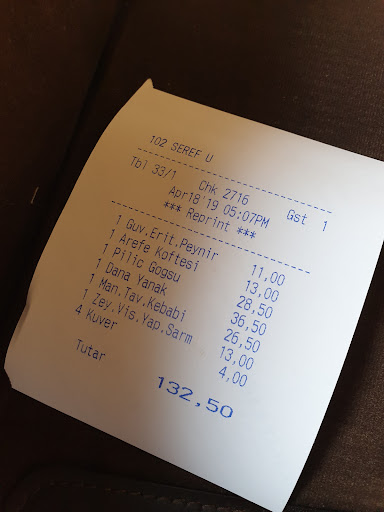 102 SEREF U
Tbl 33/1 Chk 2716 Gst 1
Apr18'19 05:07PM
*** Reprint ***
1 Guv.Erit.Peynir 11,00
1 Arefe Koftesi 13,00
1 Pilic Gogsu 28,50
1 Dana Yanak 36,50
1 Man.Tav.Kebabi 26,50
1 Zey.Vis.Yap.Sarm 13,00
4 Kuver 4,00
Tutar 132,50